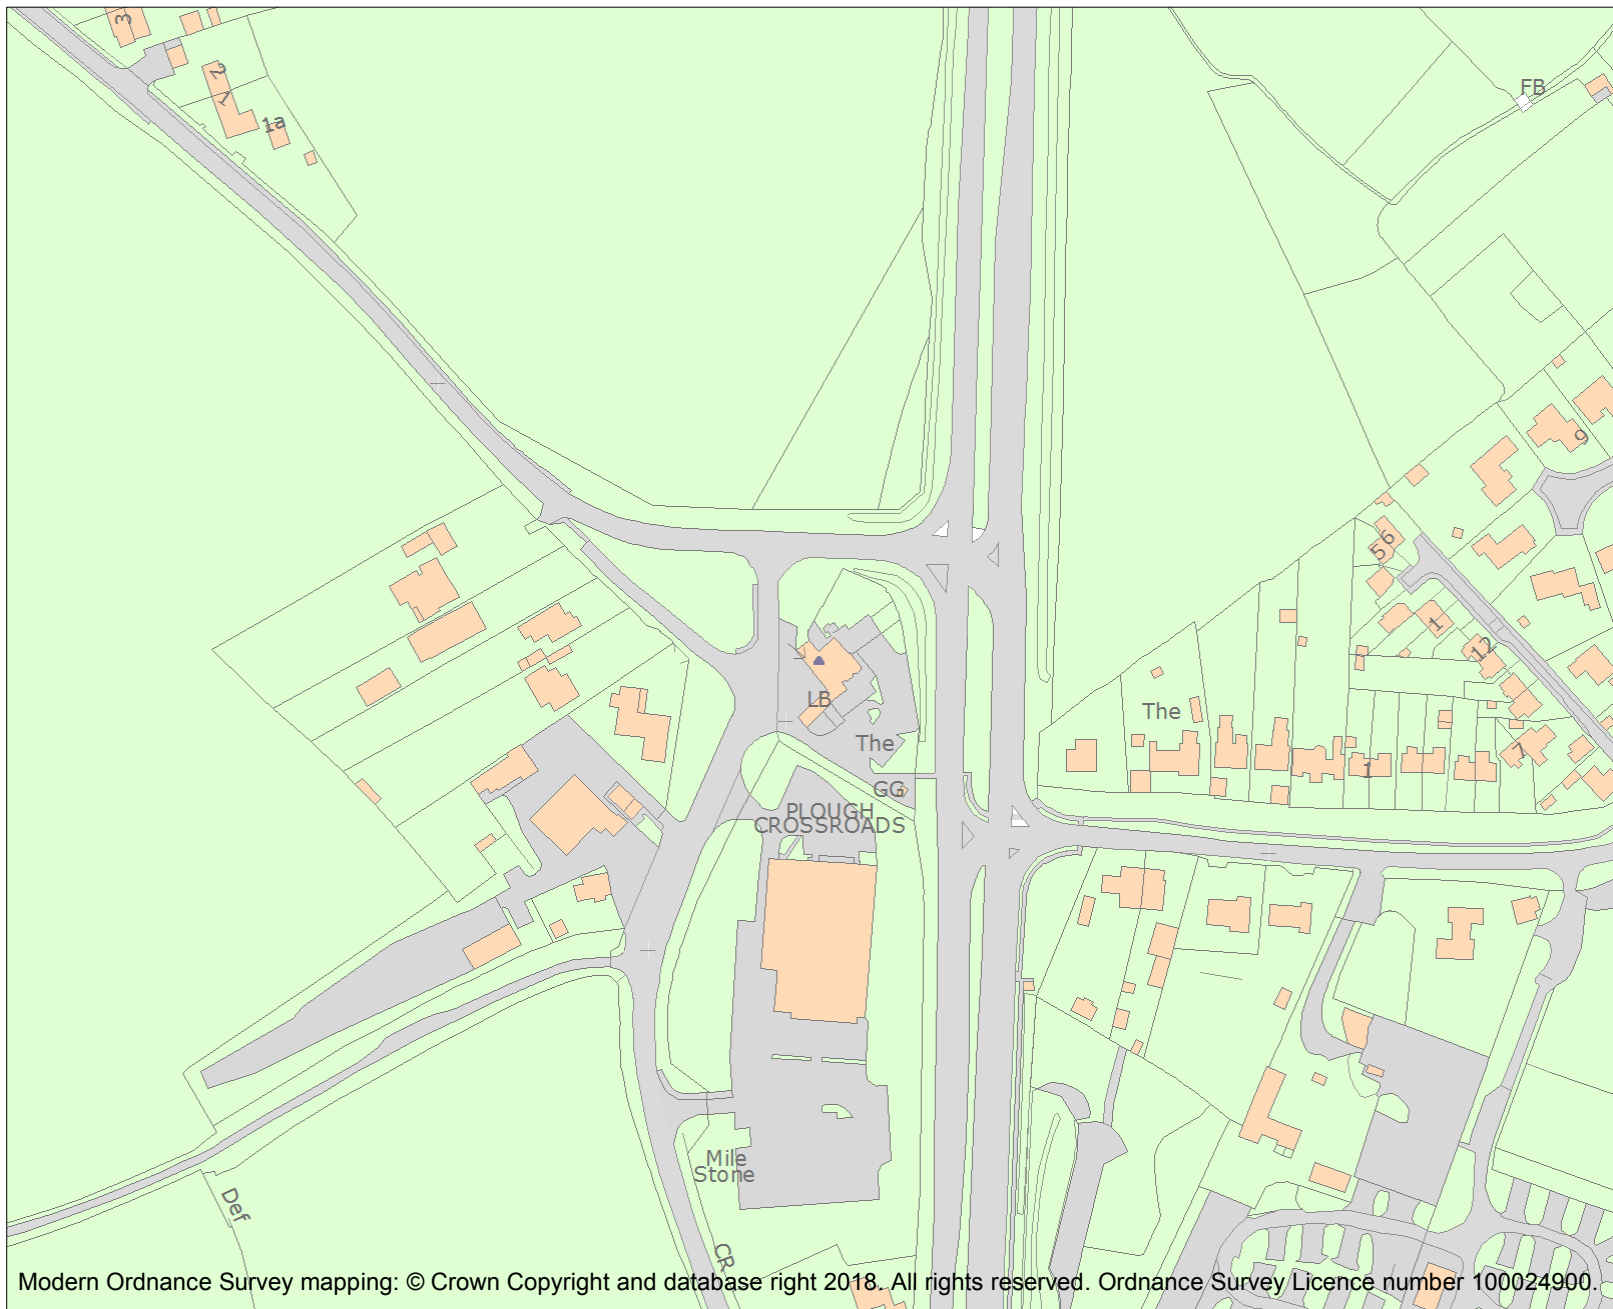 3
FB
2
1
1a
9
56
1
12
LB
The
The
7
1
GG
PLOUGH
CROSSROADS
Mile
Stone
Def
CR
Modern Ordnance Survey mapping: © Crown Copyright and database right 2018. All rights reserved. Ordnance Survey Licence number 100024900.